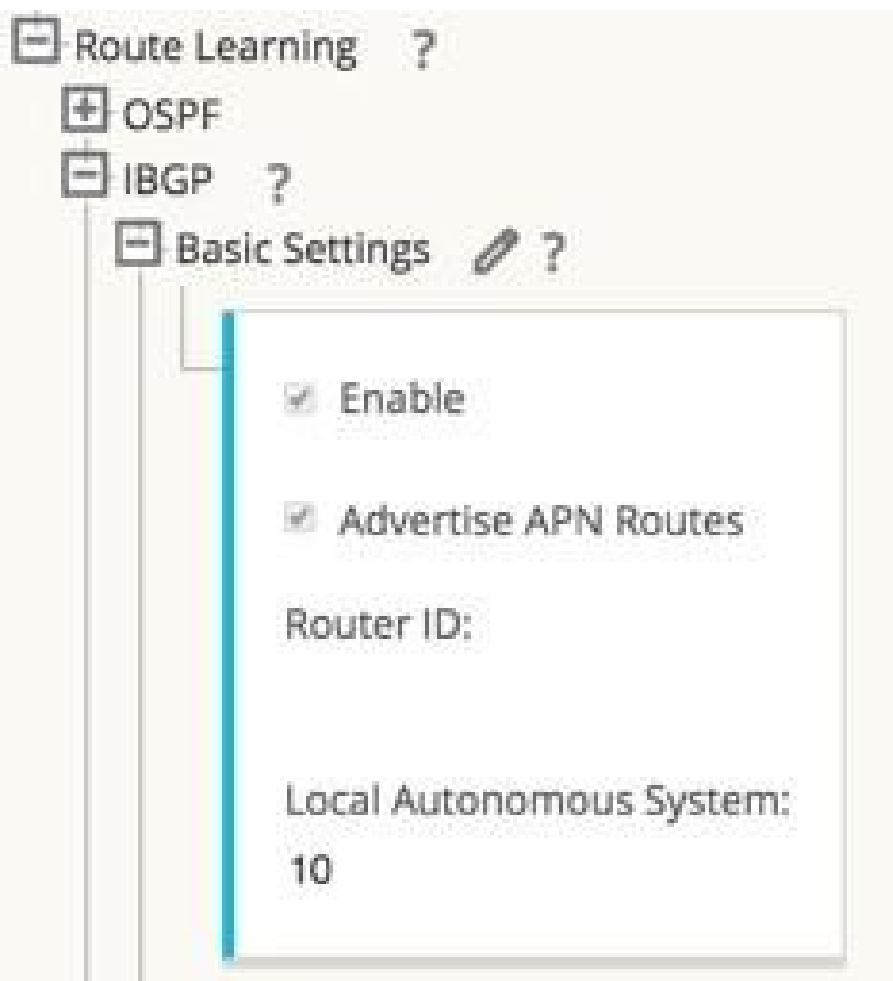 Route Learning ?
OSPF
IBGP ?
Basic Settings ?
Enable
Advertise APN Routes
Router ID:
Local Autonomous System:
10